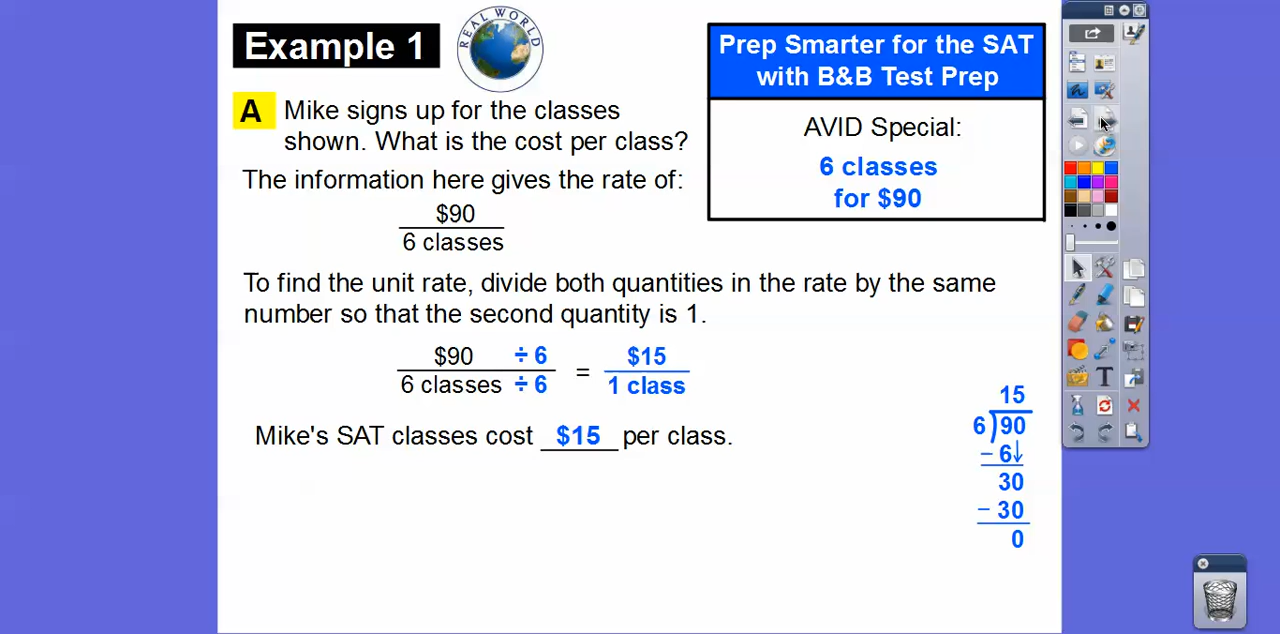 Example 1
REAL WORLD
Prep Smarter for the SAT
with B&B Test Prep
AVID Special:
6 classes
for $90
A Mike signs up for the classes
shown. What is the cost per class?
The information here gives the rate of:
$90
6 classes
To find the unit rate, divide both quantities in the rate by the same
number so that the second quantity is 1.
$90 ÷ 6 = $15
6 classes ÷ 6 1 class
Mike's SAT classes cost $15 per class.
15
6)90
− 6↓
30
− 30
0
T